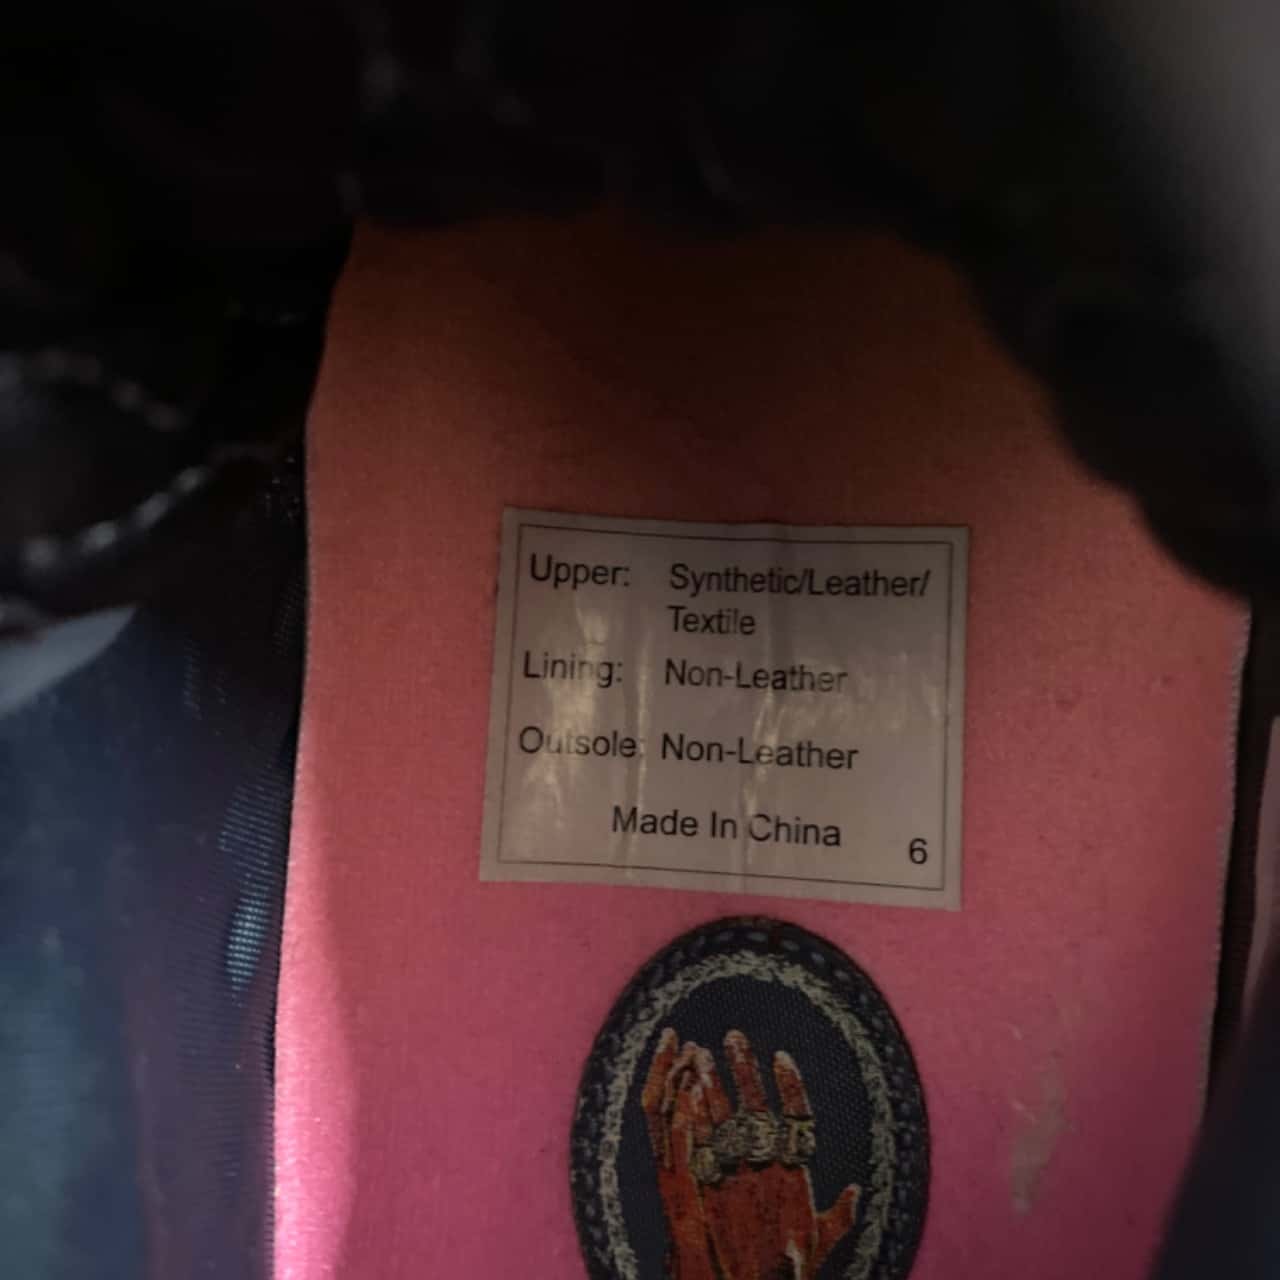 Upper: Synthetic/Leather/
Textile
Lining: Non-Leather
Outsole: Non-Leather
Made In China
6